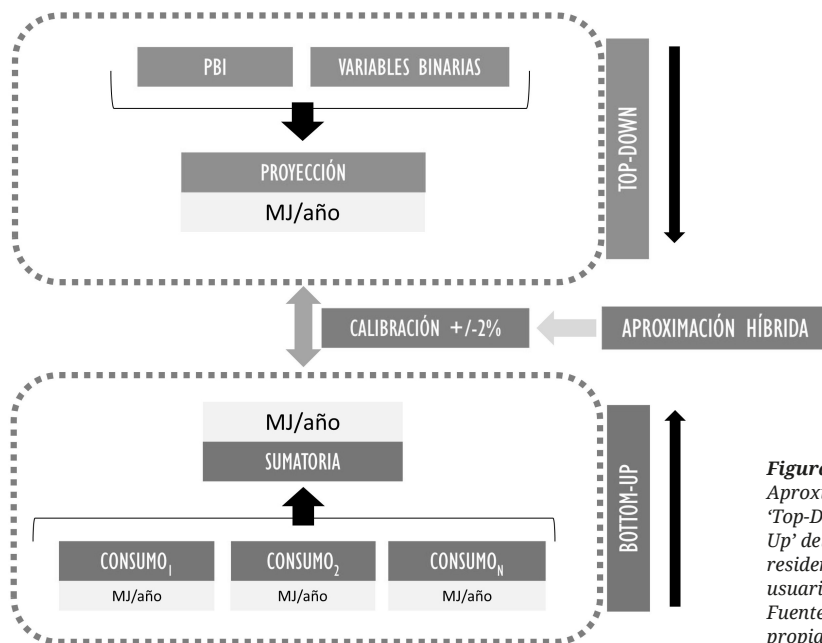 PBI
VARIABLES BINARIAS
PROYECCIÓN
MJ/año
TOP-DOWN
CALIBRACIÓN +/-2%
APROXIMACIÓN HÍBRIDA
MJ/año
SUMATORIA
CONSUMO1
CONSUMO2
CONSUMON
MJ/año
MJ/año
MJ/año
BOTTOM-UP
Figura
Aprox
'Top-D
Up' de
residen
usuari
Fuente
propia